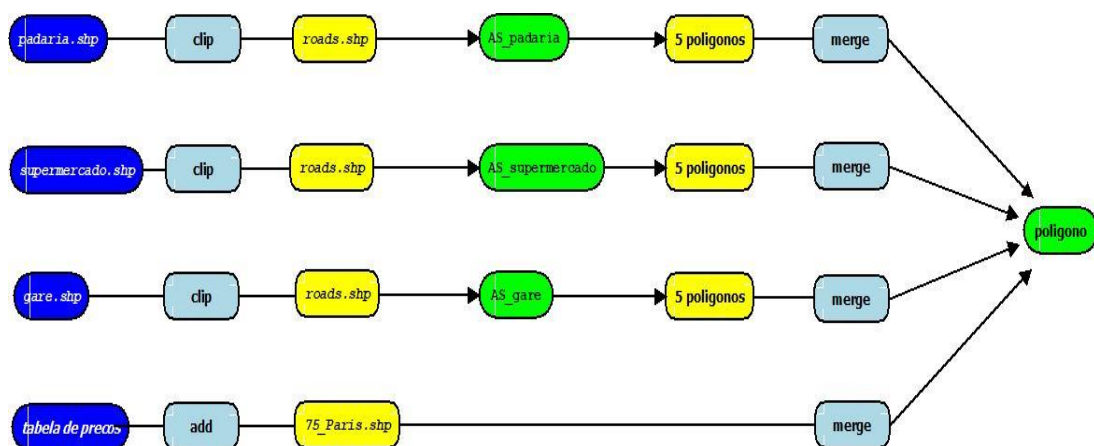 padaria.shp clip roads.shp AS_padaria 5 poligonos merge
supermercado.shp clip roads.shp AS_supermercado 5 poligonos merge
poligono
gare.shp clip roads.shp AS_gare 5 poligonos merge
tabela de precos add 75_Paris.shp merge